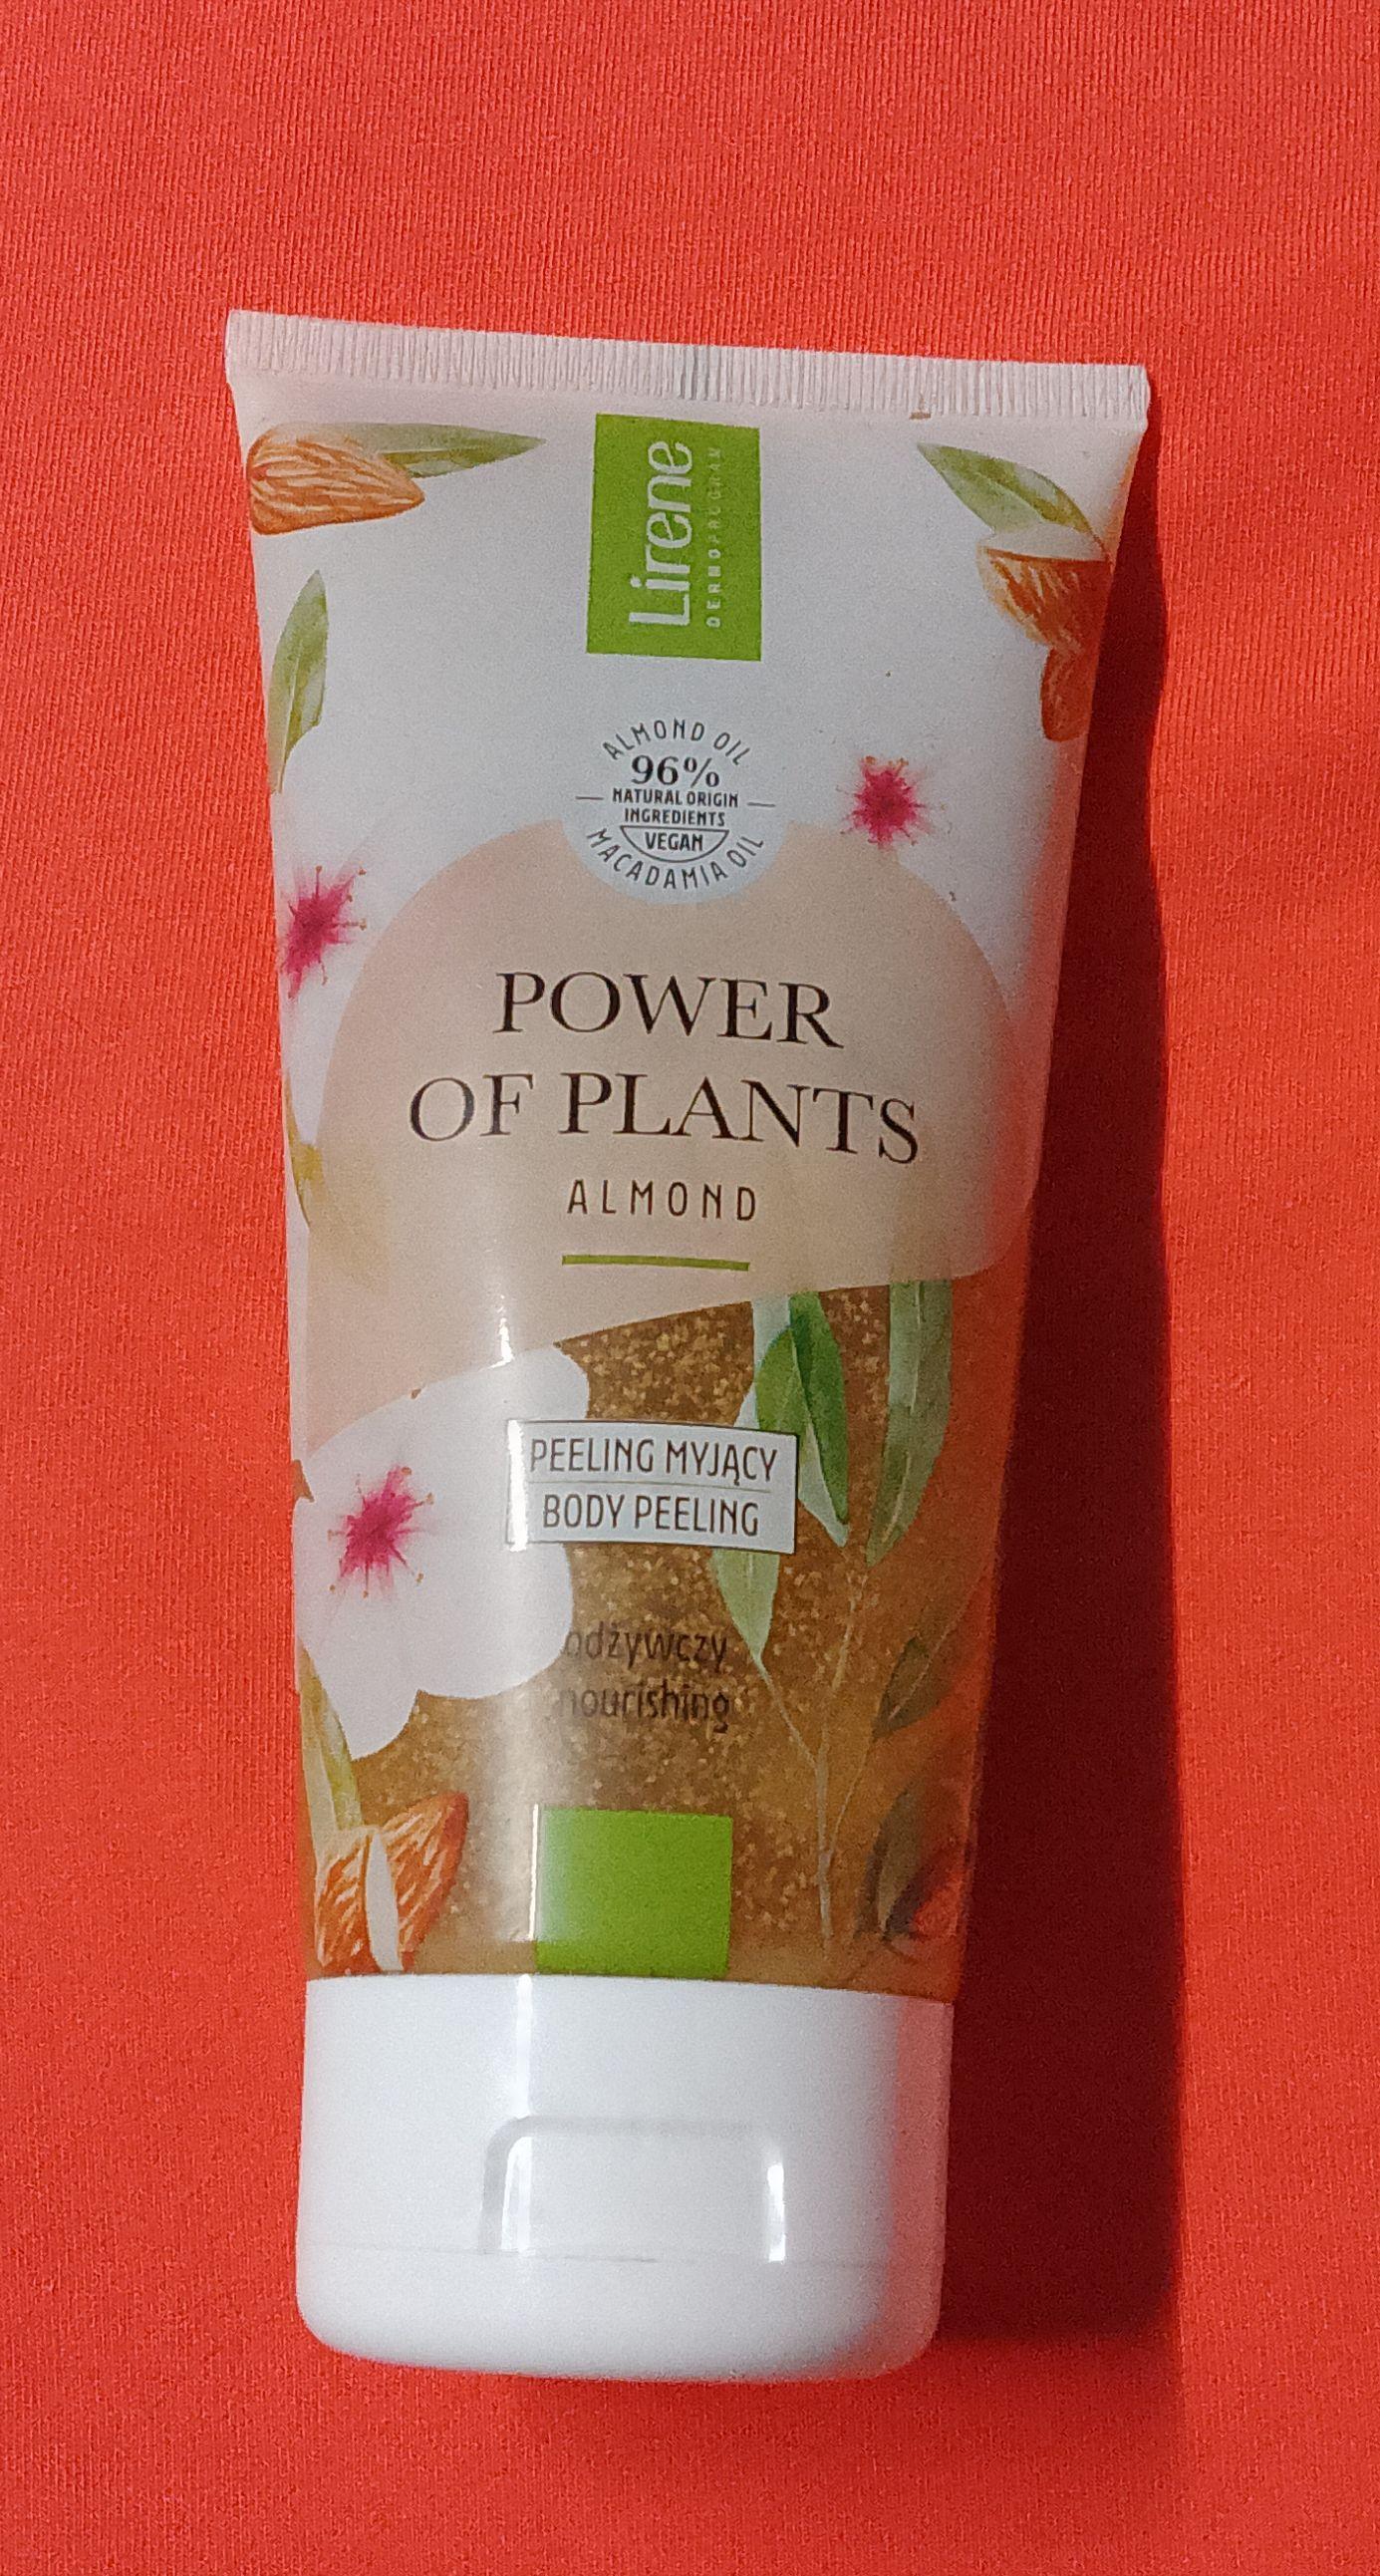 Lirene
DERMOPROGRAM
ALMOND OIL
96%
NATURAL ORIGIN
INGREDIENTS
VEGAN
MACADAMIA OIL
POWER
OF PLANTS
ALMOND
PEELING MYJĄCY
BODY PEELING
odżywczy
nourishing